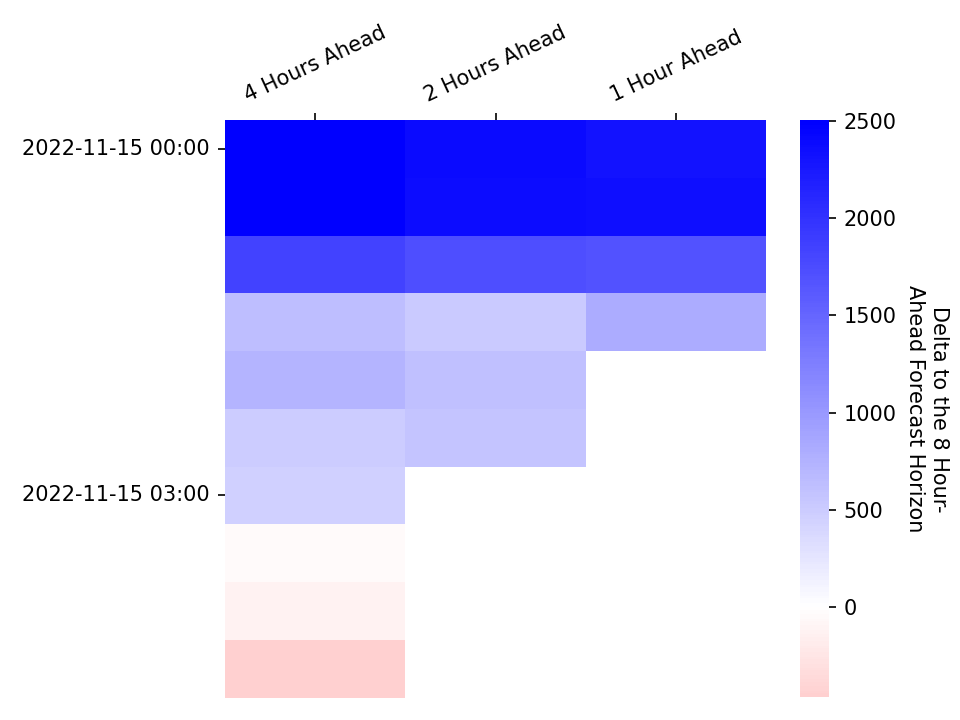 4 Hours Ahead
2 Hours Ahead
1 Hour Ahead
2022-11-15 00:00
2022-11-15 03:00
2500
2000
1500
1000
500
0
Delta to the 8 Hour-
Ahead Forecast Horizon